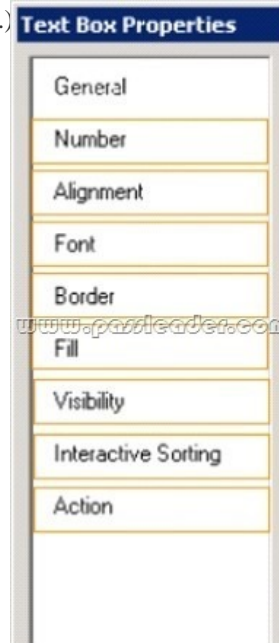 .)
Text Box Properties
General
Number
Alignment
Font
Border
www.passleader.com
Fill
Visibility
Interactive Sorting
Action